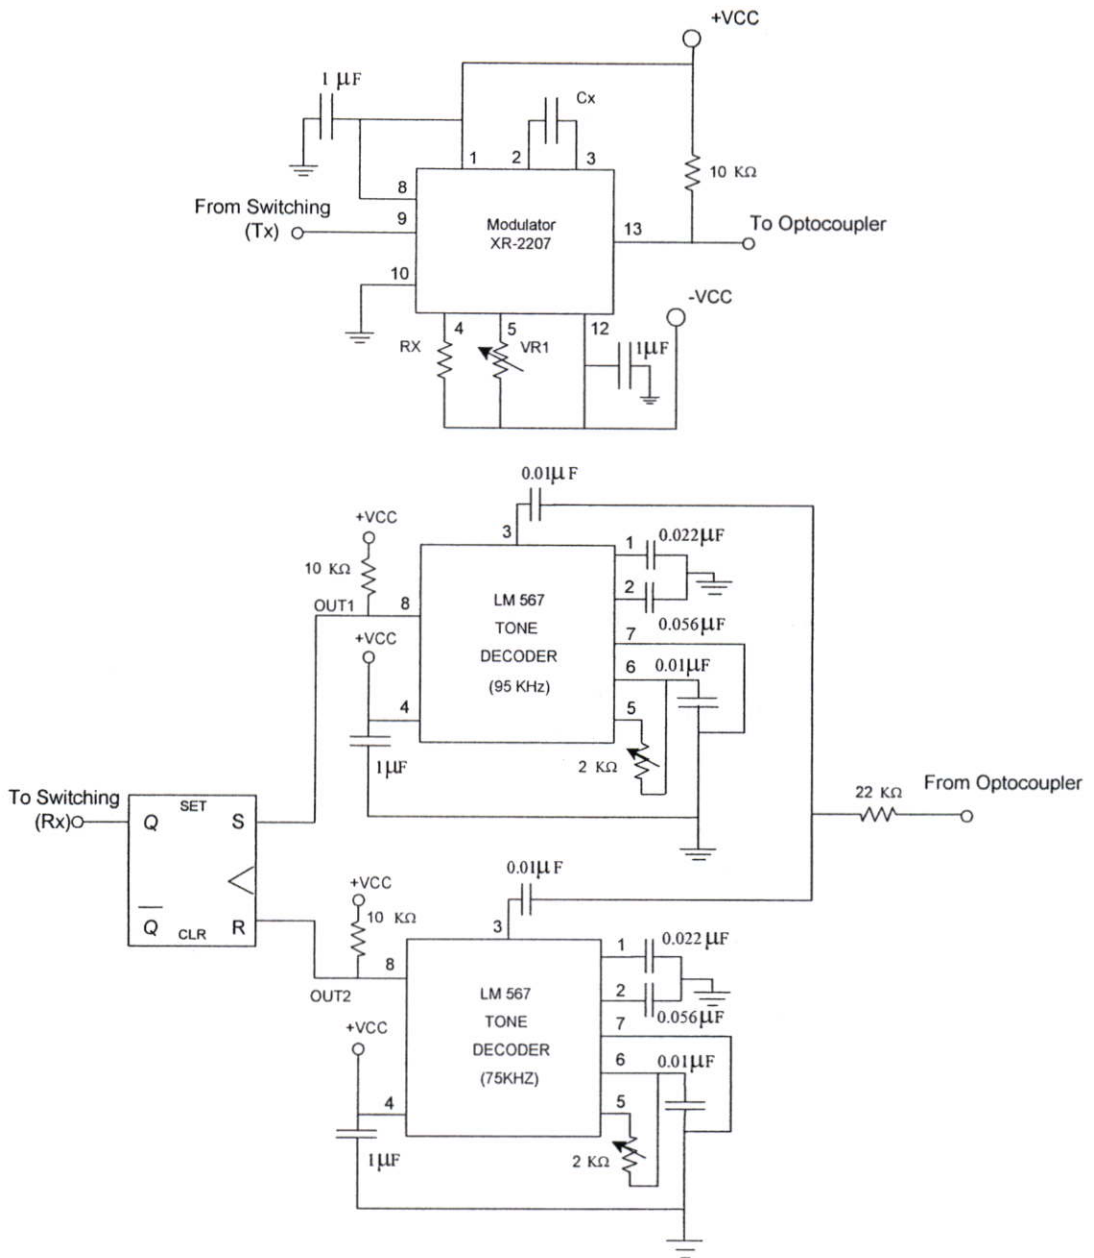 +VCC
1 µF
Cx
1
2
3
10 KΩ
8
From Switching
(Tx)
9
Modulator
XR-2207
13
To Optocoupler
10
-VCC
4
5
12
RX
VR1
1µF
0.01µF
+VCC
3
1
0.022µF
10 KΩ
OUT1
8
LM 567
TONE
DECODER
(95 KHz)
2
0.056µF
+VCC
7
6
0.01µF
4
5
1µF
2 KΩ
To Switching
(Rx)
SET
Q
S
22 KΩ
From Optocoupler
Q
CLR
R
0.01µF
+VCC
10 KΩ
3
1
0.022µF
8
OUT2
LM 567
TONE
DECODER
(75KHZ)
2
0.056µF
+VCC
7
6
0.01µF
4
5
1µF
2 KΩ